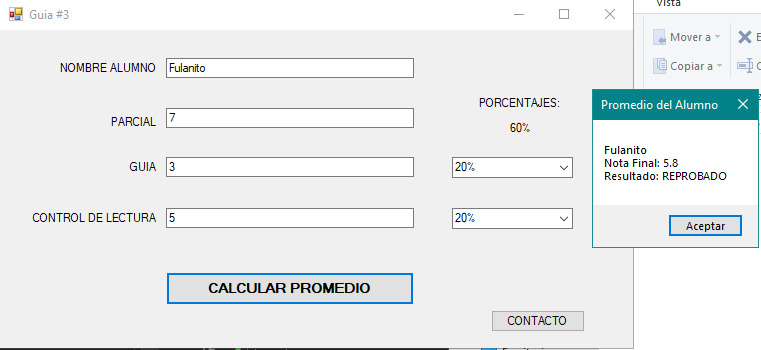 Guia #3
Vista
Mover a
Copiar a
NOMBRE ALUMNO
Fulanito
PARCIAL
7
PORCENTAJES:
60%
GUIA
3
20%
CONTROL DE LECTURA
5
20%
CALCULAR PROMEDIO
CONTACTO
Promedio del Alumno
Fulanito
Nota Final: 5.8
Resultado: REPROBADO
Aceptar